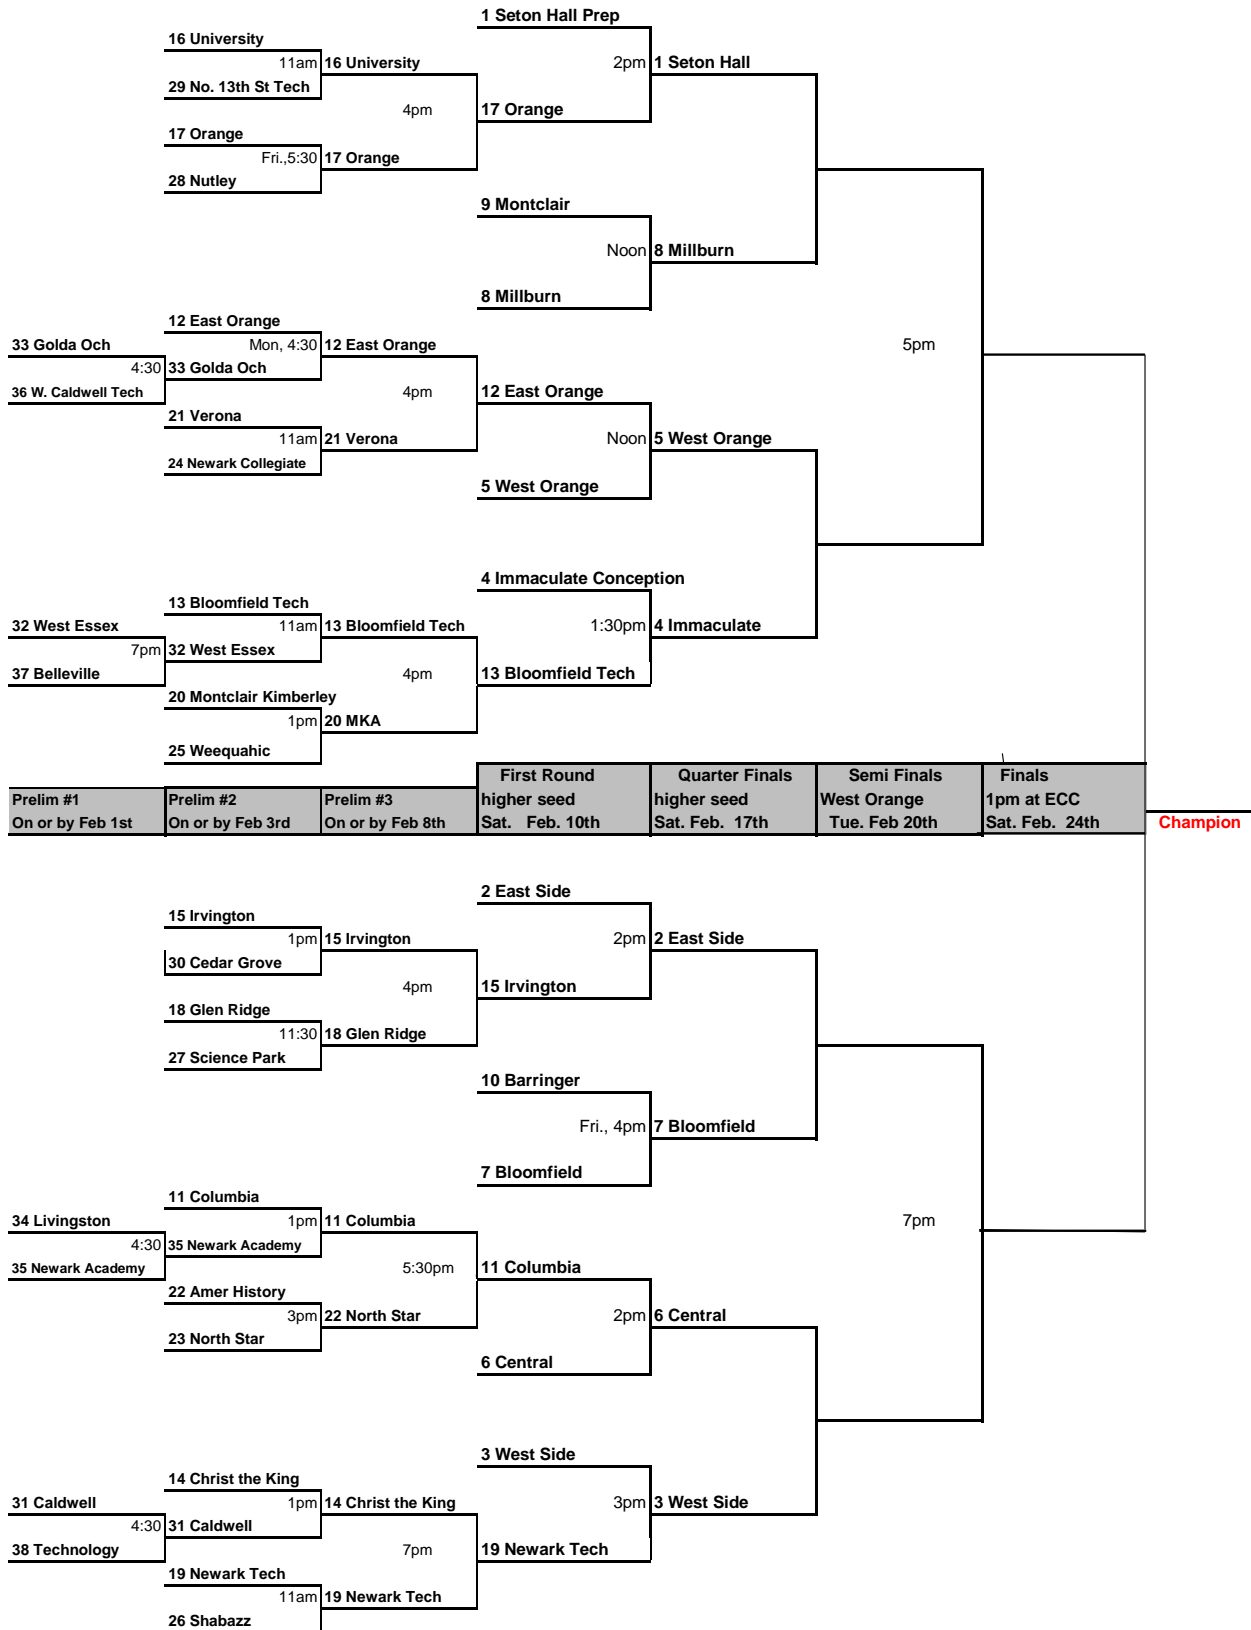 1 Seton Hall Prep
16 University
11am 16 University
2pm 1 Seton Hall
29 No. 13th St Tech
4pm
17 Orange
17 Orange
Fri.,5:30 17 Orange
28 Nutley
9 Montclair
Noon 8 Millburn
8 Millburn
12 East Orange
33 Golda Och
Mon, 4:30 12 East Orange
5pm
4:30 33 Golda Och
36 W. Caldwell Tech
4pm
12 East Orange
21 Verona
11am 21 Verona
Noon 5 West Orange
24 Newark Collegiate
5 West Orange
4 Immaculate Conception
13 Bloomfield Tech
32 West Essex
11am 13 Bloomfield Tech
1:30pm 4 Immaculate
7pm 32 West Essex
37 Belleville
4pm
13 Bloomfield Tech
20 Montclair Kimberley
1pm 20 MKA
25 Weequahic
First Round
Quarter Finals
Semi Finals
Finals
Prelim #1
Prelim #2
Prelim #3
higher seed
higher seed
West Orange
1pm at ECC
On or by Feb 1st
On or by Feb 3rd
On or by Feb 8th
Sat. Feb. 10th
Sat. Feb. 17th
Tue. Feb 20th
Sat. Feb. 24th
Champion
2 East Side
15 Irvington
1pm 15 Irvington
2pm 2 East Side
30 Cedar Grove
4pm
15 Irvington
18 Glen Ridge
11:30 18 Glen Ridge
27 Science Park
10 Barringer
Fri., 4pm 7 Bloomfield
7 Bloomfield
11 Columbia
34 Livingston
1pm 11 Columbia
7pm
4:30 35 Newark Academy
35 Newark Academy
5:30pm
11 Columbia
22 Amer History
3pm 22 North Star
2pm 6 Central
23 North Star
6 Central
3 West Side
14 Christ the King
31 Caldwell
1pm 14 Christ the King
3pm 3 West Side
4:30 31 Caldwell
38 Technology
7pm
19 Newark Tech
19 Newark Tech
11am 19 Newark Tech
26 Shabazz